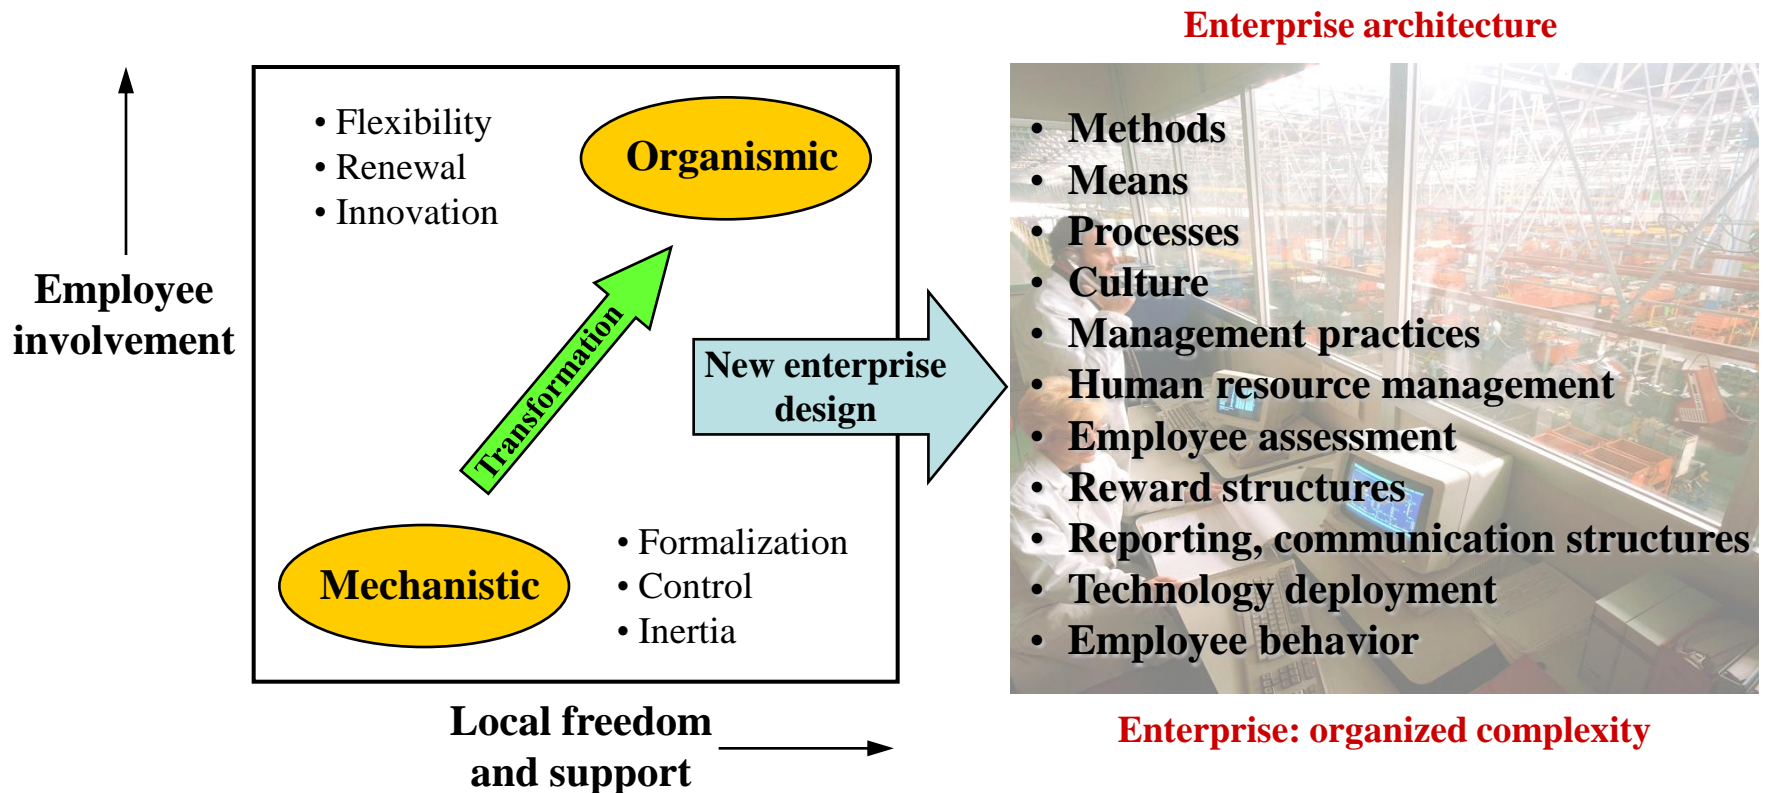 Enterprise architecture
• Flexibility
• Renewal
• Innovation
Organismic
Employee
involvement
Transformation
New enterprise
design
Mechanistic
• Formalization
• Control
• Inertia
Local freedom
and support
• Methods
• Means
• Processes
• Culture
• Management practices
• Human resource management
• Employee assessment
• Reward structures
• Reporting, communication structures
• Technology deployment
• Employee behavior
Enterprise: organized complexity